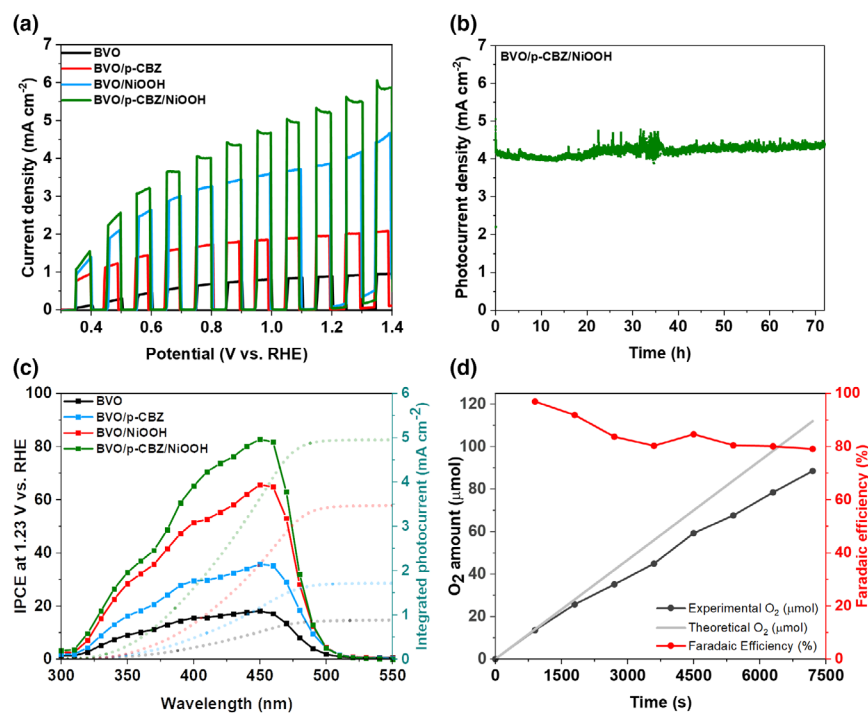 (a)
BVO
BVO/p-CBZ
BVO/NiOOH
BVO/p-CBZ/NiOOH
Current density (mA cm⁻²)
9
8
7
6
5
4
3
2
1
0
0.4
0.6
0.8
1.0
1.2
1.4
Potential (V vs. RHE)
(b)
BVO/p-CBZ/NiOOH
Photocurrent density (mA cm⁻²)
9
8
7
6
5
4
3
2
1
0
0
10
20
30
40
50
60
70
Time (h)
(c)
BVO
BVO/p-CBZ
BVO/NiOOH
BVO/p-CBZ/NiOOH
IPCE at 1.23 V vs. RHE
100
80
60
40
20
0
300
350
400
450
500
550
Wavelength (nm)
6
5
4
3
2
1
0
Integrated photocurrent (mA cm⁻²)
(d)
O₂ amount (μmol)
120
100
80
60
40
20
0
0
1500
3000
4500
6000
7500
Time (s)
100
80
60
40
20
0
Faradaic efficiency (%)
Experimental O₂ (μmol)
Theoretical O₂ (μmol)
Faradaic Efficiency (%)